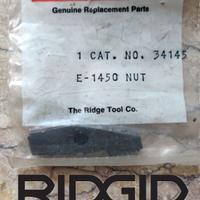 Genuine Replacement Parts
1 CAT. NO. 34145
E-1450 NUT
The Ridge Tool Co.
RIDGID